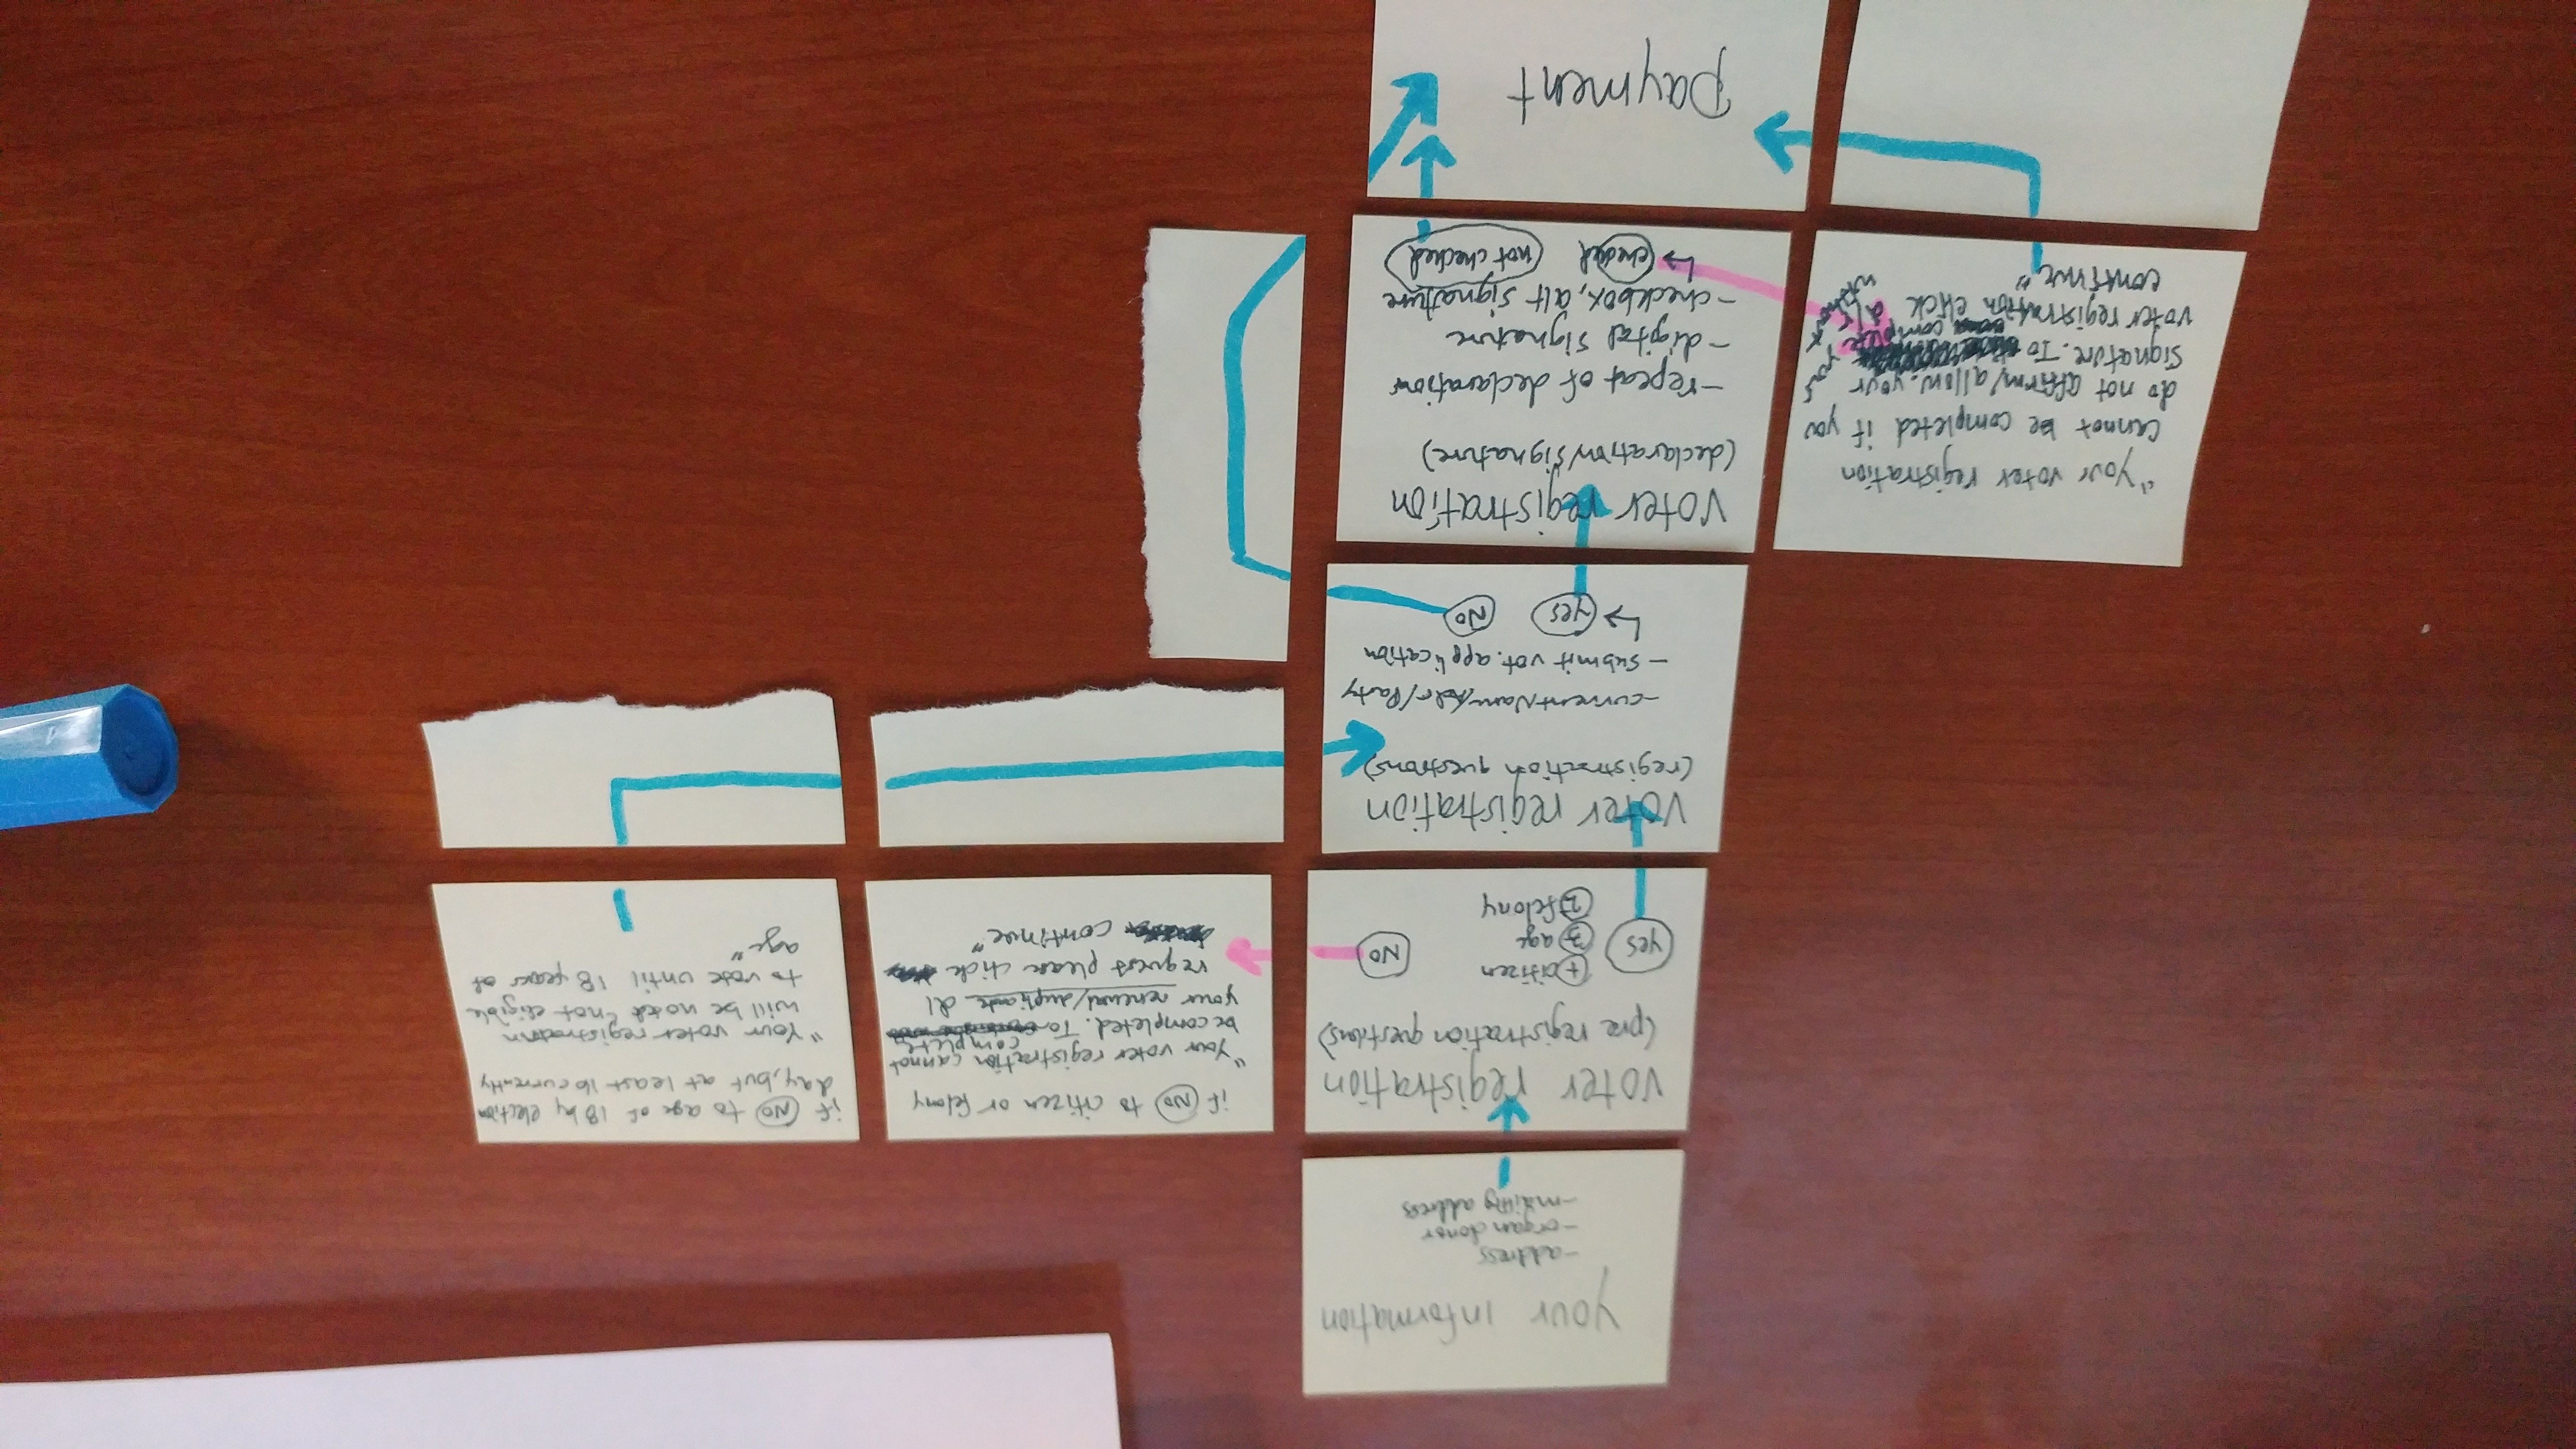 your information
-address
-organ donor
-mailing address
voter registration
(pre registration questions)
yes
1 citizen
3 age
2 felony
NO
if NO to citizen or felony
"Your voter registration cannot
be completed. To complete
your renewal/duplicate dl
request please click
continue"
if NO to age of 18 by election
day, but at least 16 currently
"Your voter registration
will be noted "not eligible
to vote until 18 years of
age"
voter registration
(registration questions)
-current Name/Adr/Party
- submit vot. application
yes NO
voter registration
(declaration/signature)
-repeat of declarations
-digital signature
-checkbox, alt signature
checked not checked
"Your voter registration
cannot be completed if you
do not affirm/allow your
signature. To
complete your
voter registration click
dl
without
continue"
payment